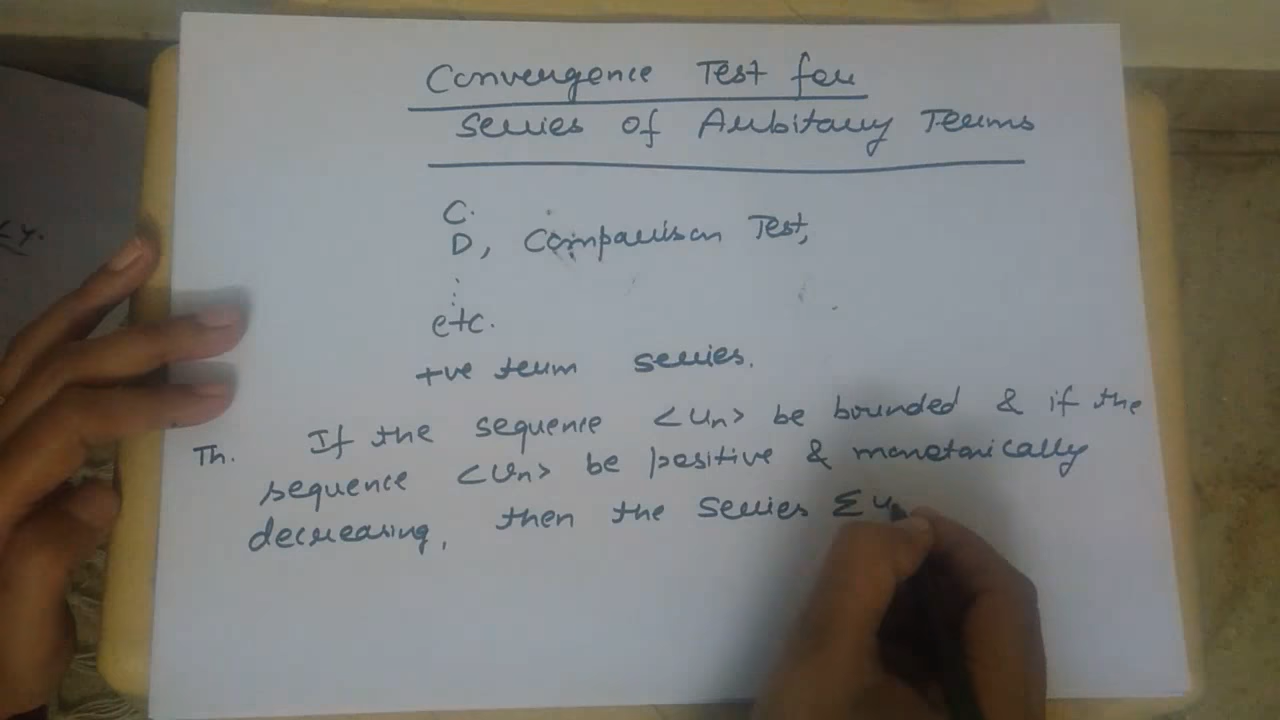 Convergence Test for
series of Arbitary Terms
C.
D, Comparison Test,
etc.
+ve term series.
Th. If the sequence <un> be bounded & if the
sequence <vn> be positive & monotonically
decreasing, then the series Σu